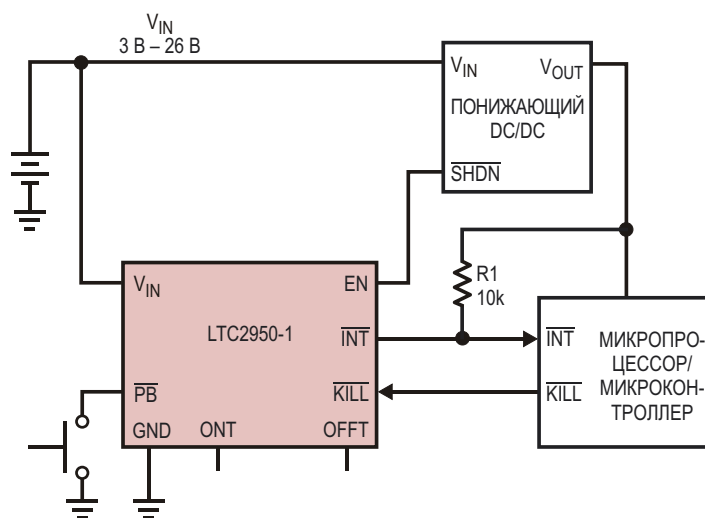 VIN
3 В – 26 В
VIN
VOUT
ПОНИЖАЮЩИЙ
DC/DC
SHDN
VIN
EN
LTC2950-1
INT
PB
KILL
GND
ONT
OFFT
R1
10k
INT
KILL
МИКРОПРО-
ЦЕССОР/
МИКРОКОН-
ТРОЛЛЕР